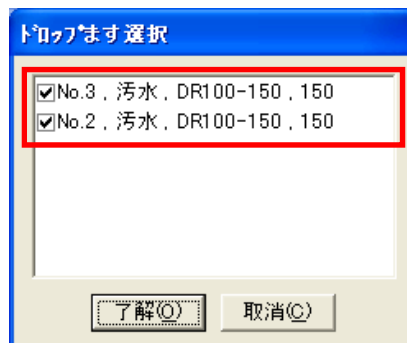 ﾄﾞﾛｯﾌﾟます選択
No.3 , 汚水 , DR100-150 , 150
No.2 , 汚水 , DR100-150 , 150
了解(O)
取消(C)